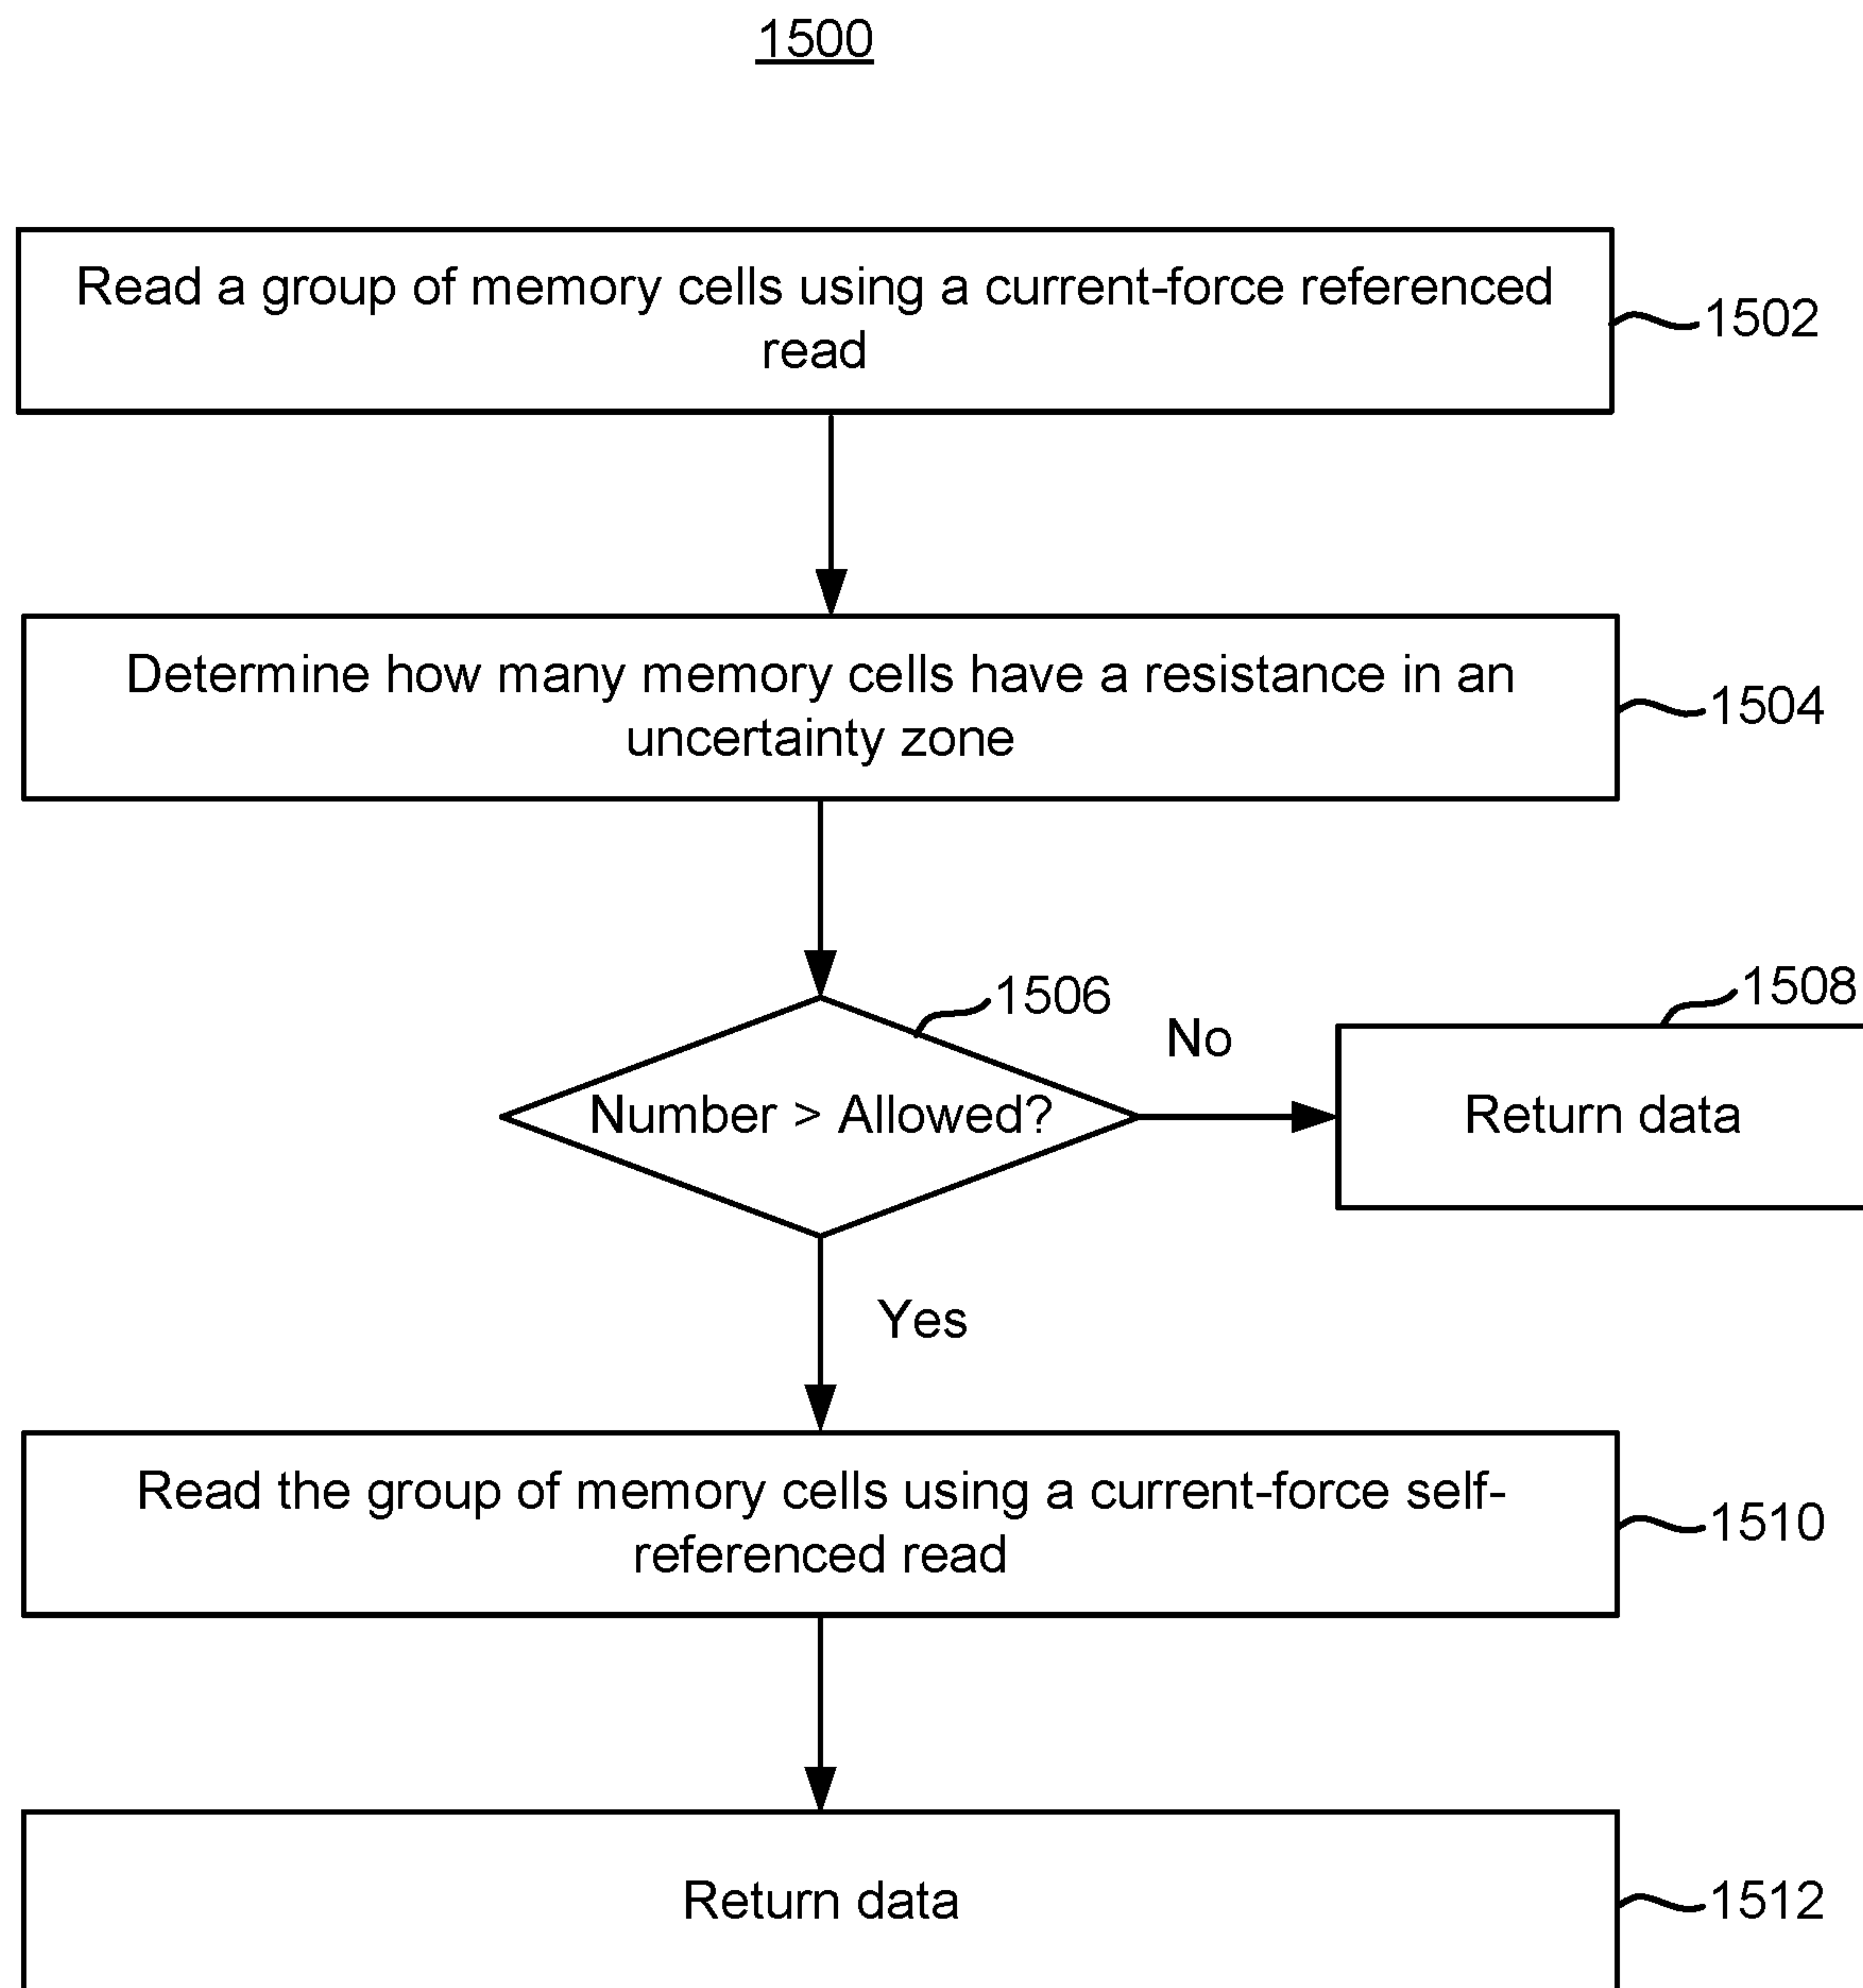 1500
Read a group of memory cells using a current-force referenced
read
1502
Determine how many memory cells have a resistance in an
uncertainty zone
1504
1506
1508
No
Number > Allowed?
Return data
Yes
Read the group of memory cells using a current-force self-
referenced read
1510
Return data
1512